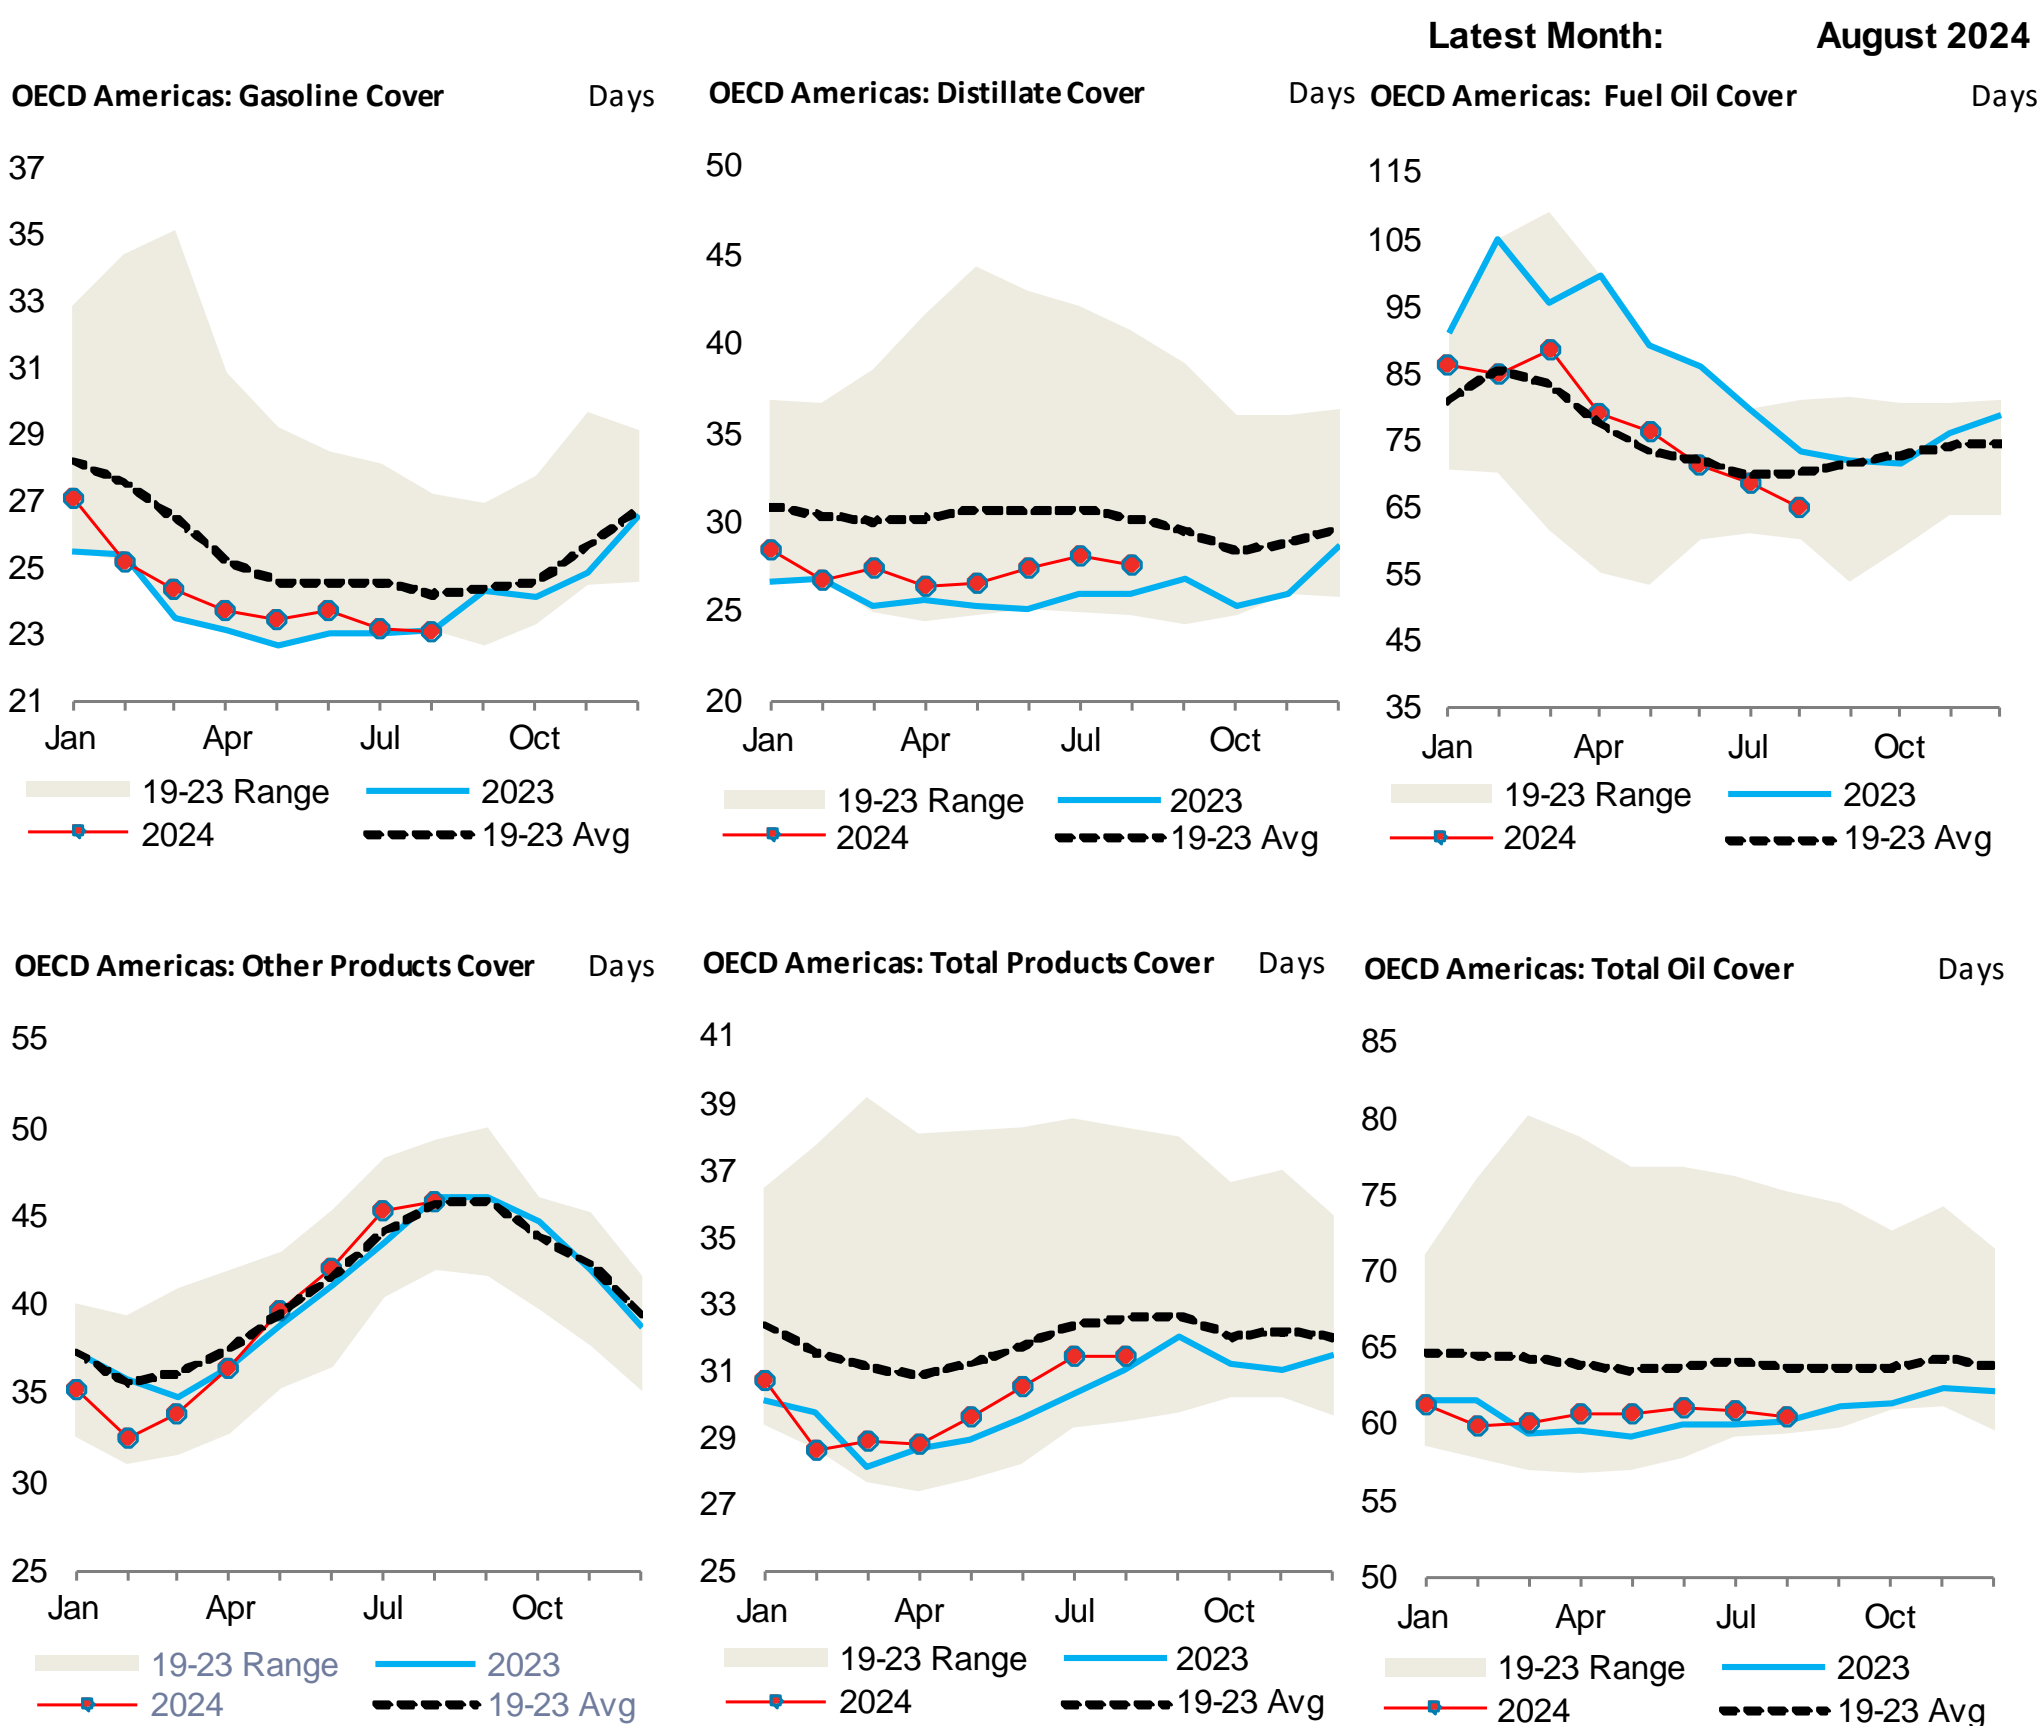 Latest Month: August 2024
OECD Americas: Gasoline Cover Days
37
35
33
31
29
27
25
23
21
Jan Apr Jul Oct
19-23 Range 2023
2024 19-23 Avg
OECD Americas: Distillate Cover Days
50
45
40
35
30
25
20
Jan Apr Jul Oct
19-23 Range 2023
2024 19-23 Avg
OECD Americas: Fuel Oil Cover Days
115
105
95
85
75
65
55
45
35
Jan Apr Jul Oct
19-23 Range 2023
2024 19-23 Avg
OECD Americas: Other Products Cover Days
55
50
45
40
35
30
25
Jan Apr Jul Oct
19-23 Range 2023
2024 19-23 Avg
OECD Americas: Total Products Cover Days
41
39
37
35
33
31
29
27
25
Jan Apr Jul Oct
19-23 Range 2023
2024 19-23 Avg
OECD Americas: Total Oil Cover Days
85
80
75
70
65
60
55
50
Jan Apr Jul Oct
19-23 Range 2023
2024 19-23 Avg